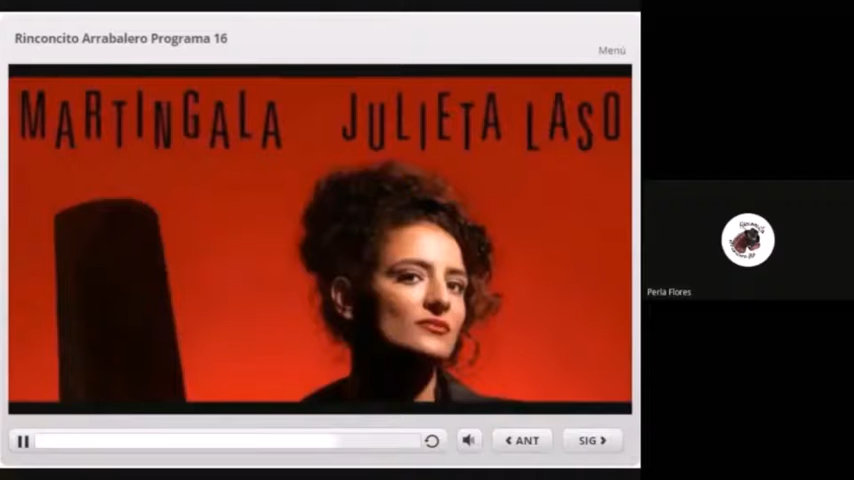 Rinconcito Arrabalero Programa 16
Menú
MARTINGALA JULIETA LASO
Perla Flores
ANT
SIG